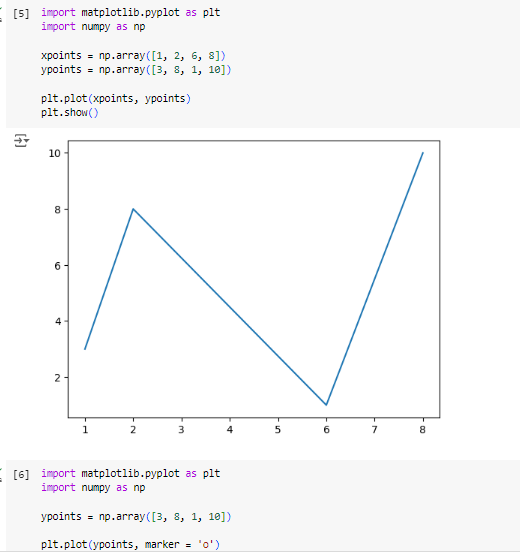 [5] import matplotlib.pyplot as plt
import numpy as np
xpoints = np.array([1, 2, 6, 8])
ypoints = np.array([3, 8, 1, 10])
plt.plot(xpoints, ypoints)
plt.show()
10
8
6
4
2
1 2 3 4 5 6 7 8
[6] import matplotlib.pyplot as plt
import numpy as np
ypoints = np.array([3, 8, 1, 10])
plt.plot(ypoints, marker = 'o')